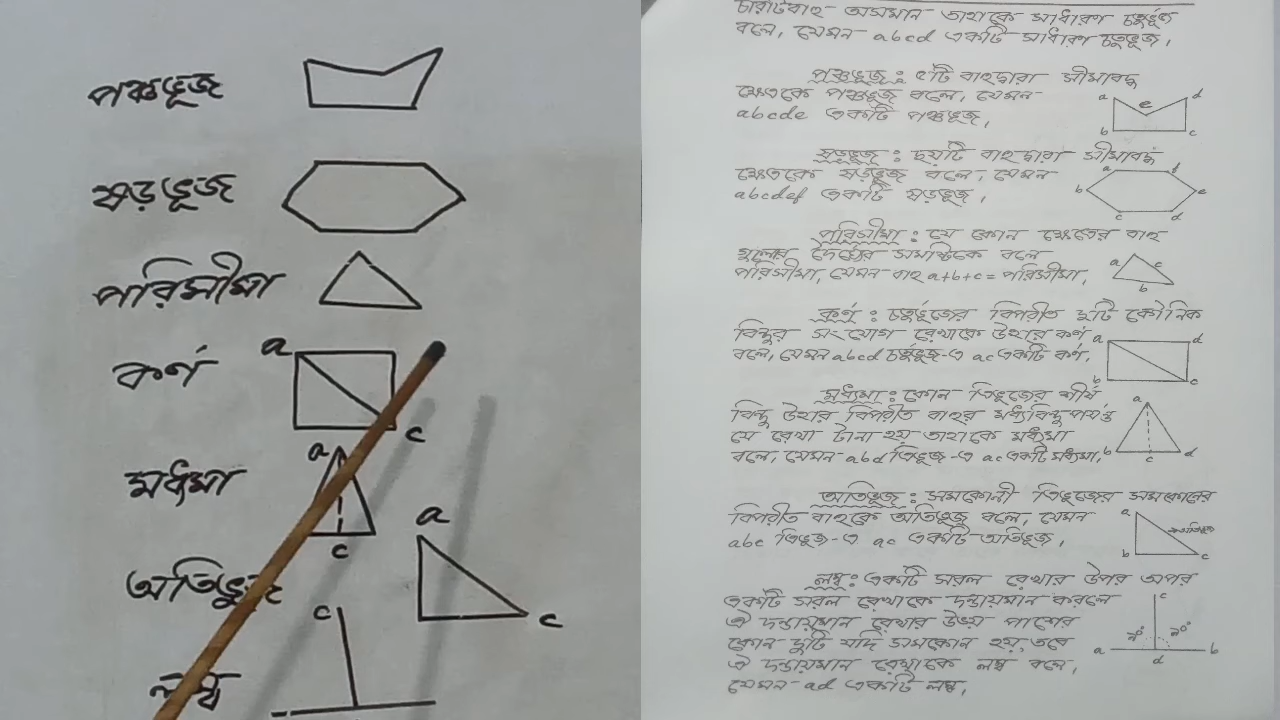 পঞ্চভূজ
ষড়ভূজ
পরিসীমা
কর্ণ
a
c
মধ্যমা
a
c
অতিভুজ
a
c
লম্ব
c
চারটিবাহু অসমান তাহাকে সাধারণ চতুর্ভূজ
বলে, যেমন abcd একটি সাধারণ চতুর্ভূজ,
পঞ্চভূজ: ৫টি বাহুদ্বারা সীমাবদ্ধ
ক্ষেত্রকে পঞ্চভূজ বলে, যেমন
abcde একটি পঞ্চভূজ,
a e d
b c
ষড়ভূজ: ছয়টি বাহুদ্বারা সীমাবদ্ধ
ক্ষেত্রকে ষড়ভূজ বলে, যেমন
abcdef একটি ষড়ভূজ,
a f
b e
c d
পরিসীমা: যে কোন ক্ষেত্রের বাহু
দৈর্ঘ্যের সমষ্টিকে বলে
পরিসীমা, যেমন বাহু a+b+c= পরিসীমা,
a c
b
কর্ণ: চতুর্ভূজের বিপরীত দুটি কৌনিক
বিন্দুর সংযোগ রেখাকে উহার কর্ণ
বলে, যেমন abcd চতুর্ভূজ-এ ac একটি কর্ণ,
a d
b c
মধ্যমা: কোন ত্রিভূজের শীর্ষ
বিন্দু উহার বিপরীত বাহুর মধ্যবিন্দু পর্যন্ত
যে রেখা টানা হয় তাহাকে মধ্যমা
বলে, যেমন abd ত্রিভূজ-এ ac একটি মধ্যমা,
a
b c d
অতিভূজ: সমকোনী ত্রিভূজের সমকোনের
বিপরীত বাহুকে অতিভূজ বলে, যেমন
abc ত্রিভূজ-এ ac একটি অতিভূজ,
a
অতিভূজ
b c
লম্ব: একটি সরল রেখার উপর অপর
একটি সরল রেখাকে দন্ডায়মান করলে
ঐ দন্ডায়মান রেখার উভয় পাশের
কোন দুটি যদি সমকোন হয়, তবে
ঐ দন্ডায়মান রেখাকে লম্ব বলে,
যেমন ad একটি লম্ব,
c
৯০° ৯০°
a d b